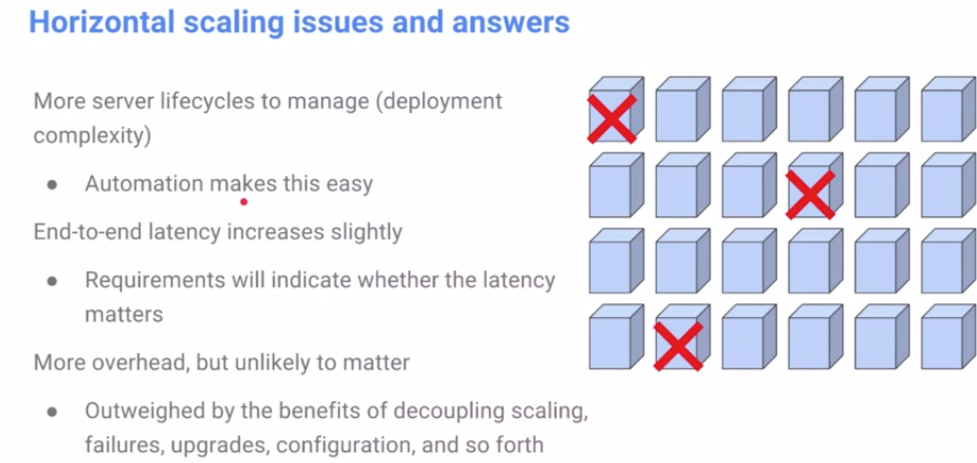 Horizontal scaling issues and answers
More server lifecycles to manage (deployment
complexity)
● Automation makes this easy
End-to-end latency increases slightly
● Requirements will indicate whether the latency
matters
More overhead, but unlikely to matter
● Outweighed by the benefits of decoupling scaling,
failures, upgrades, configuration, and so forth